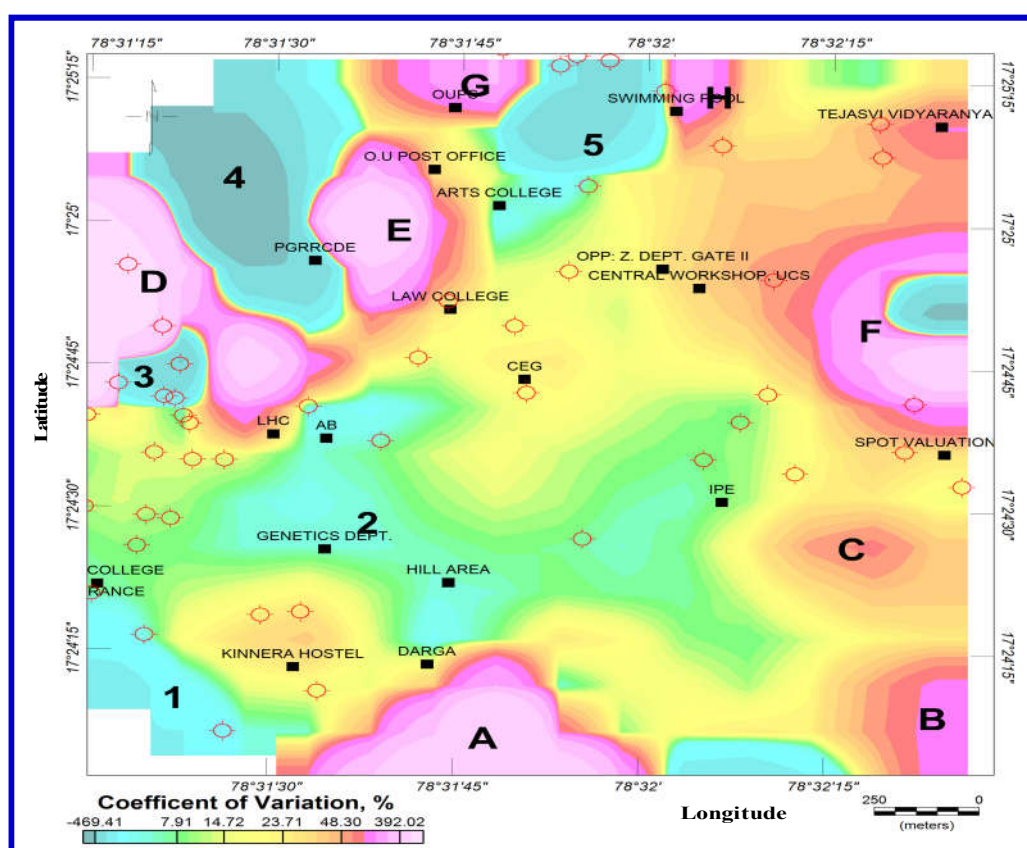 78°31'15" 78°31'30" 78°31'45" 78°32' 78°32'15"
17°25'15" 17°25'15"
G
H
OUPS
SWIMMING POOL
TEJASVI VIDYARANYA
N
5
O.U POST OFFICE
4
ARTS COLLEGE
17°25' 17°25'
E
PGRRCDE
OPP: Z. DEPT. GATE II
CENTRAL WORKSHOP, UCS
D
LAW COLLEGE
F
17°24'45" 17°24'45"
3
CEG
LHC
AB
SPOT VALUATION
Latitude
IPE
17°24'30" 17°24'30"
2
GENETICS DEPT.
C
COLLEGE
HILL AREA
RANCE
17°24'15" 17°24'15"
KINNERA HOSTEL
DARGA
1
B
A
78°31'30" 78°31'45" 78°32' 78°32'15"
Coefficent of Variation, %
Longitude
250 0
(meters)
-469.41 7.91 14.72 23.71 48.30 392.02